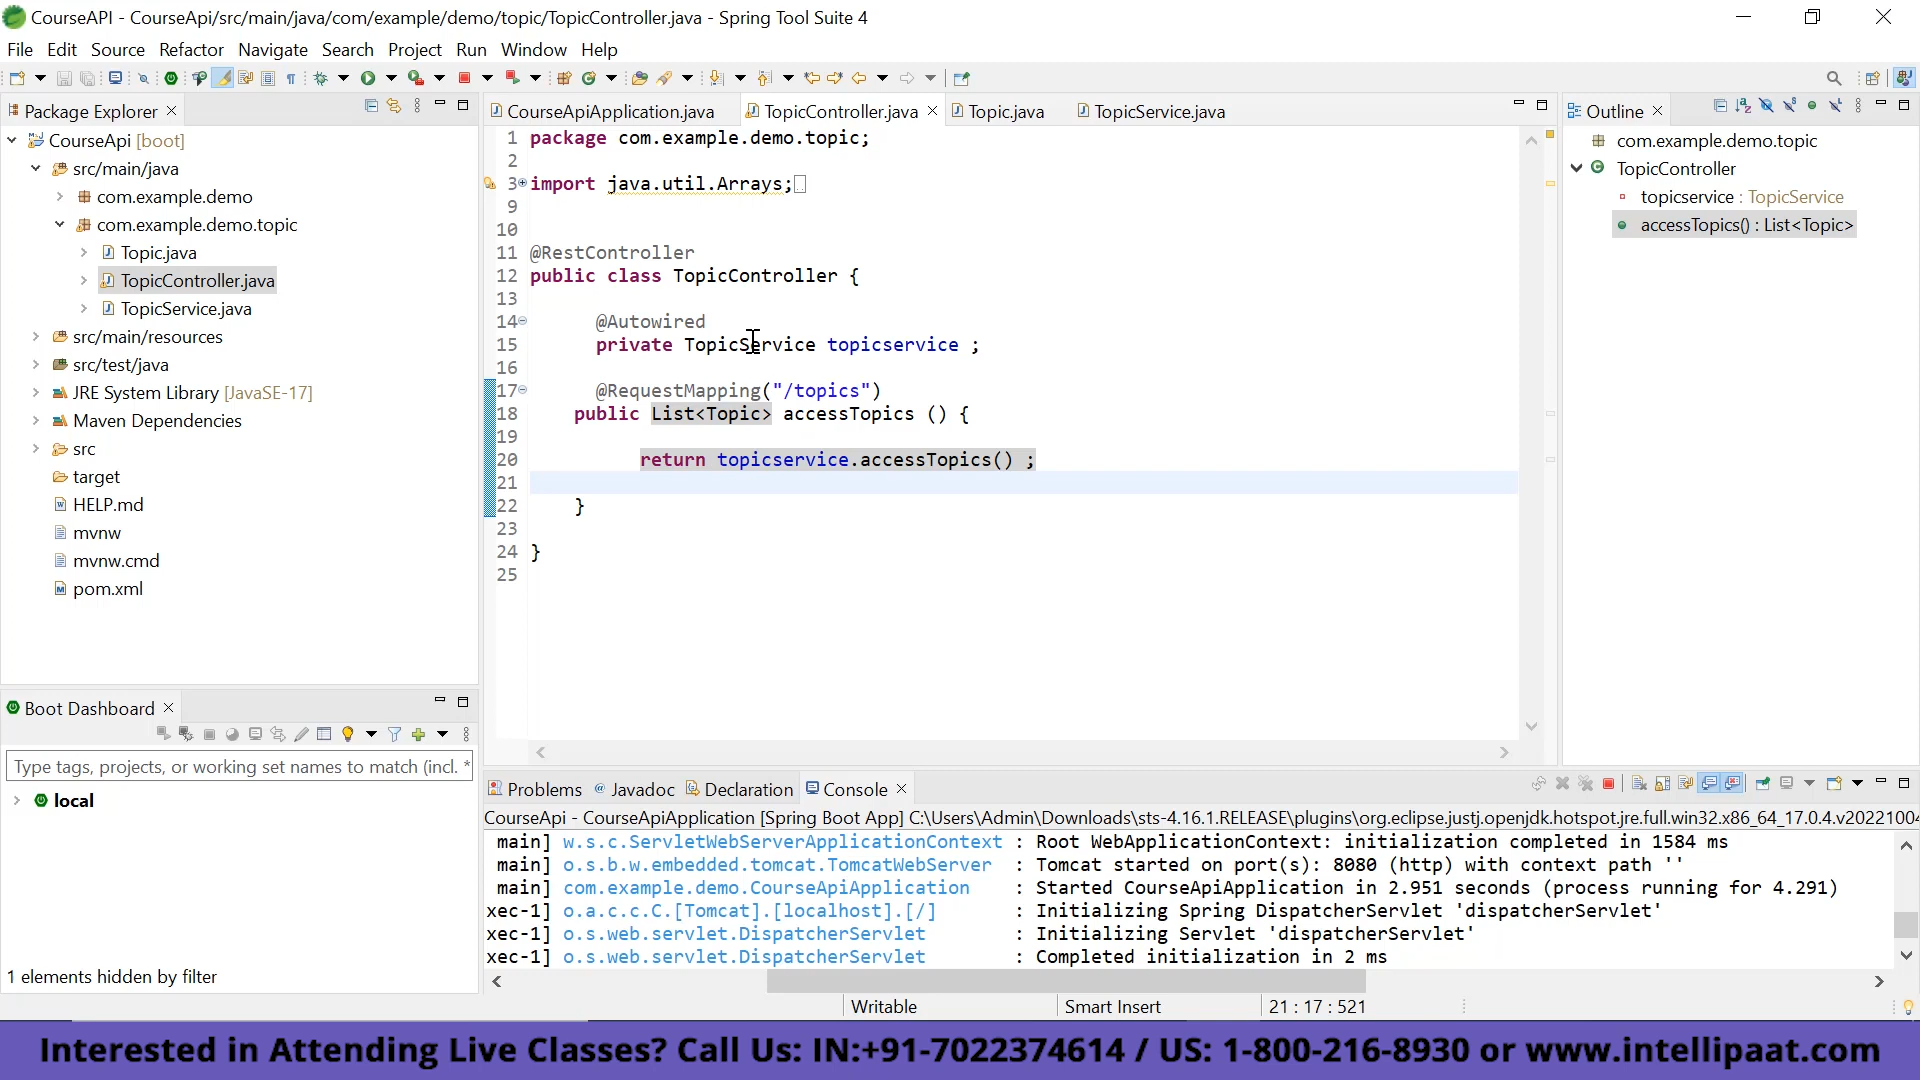 CourseAPI - CourseApi/src/main/java/com/example/demo/topic/TopicController.java - Spring Tool Suite 4
File Edit Source Refactor Navigate Search Project Run Window Help
Package Explorer
CourseApi [boot]
src/main/java
com.example.demo
com.example.demo.topic
Topic.java
TopicController.java
TopicService.java
src/main/resources
src/test/java
JRE System Library [JavaSE-17]
Maven Dependencies
src
target
HELP.md
mvnw
mvnw.cmd
pom.xml
Boot Dashboard
Type tags, projects, or working set names to match (incl. *
local
1 elements hidden by filter
CourseApiApplication.java TopicController.java Topic.java TopicService.java
1 package com.example.demo.topic;
2
3 import java.util.Arrays;
9
10
11 @RestController
12 public class TopicController {
13
14 @Autowired
15 private TopicService topicservice ;
16
17 @RequestMapping("/topics")
18 public List<Topic> accessTopics () {
19
20 return topicservice.accessTopics() ;
21
22 }
23
24 }
25
Outline
com.example.demo.topic
TopicController
topicservice : TopicService
accessTopics() : List<Topic>
Problems Javadoc Declaration Console
CourseApi - CourseApiApplication [Spring Boot App] C:\Users\Admin\Downloads\sts-4.16.1.RELEASE\plugins\org.eclipse.justj.openjdk.hotspot.jre.full.win32.x86_64_17.0.4.v2022100
main] w.s.c.ServletWebServerApplicationContext : Root WebApplicationContext: initialization completed in 1584 ms
main] o.s.b.w.embedded.tomcat.TomcatWebServer : Tomcat started on port(s): 8080 (http) with context path ''
main] com.example.demo.CourseApiApplication : Started CourseApiApplication in 2.951 seconds (process running for 4.291)
xec-1] o.a.c.c.C.[Tomcat].[localhost].[/] : Initializing Spring DispatcherServlet 'dispatcherServlet'
xec-1] o.s.web.servlet.DispatcherServlet : Initializing Servlet 'dispatcherServlet'
xec-1] o.s.web.servlet.DispatcherServlet : Completed initialization in 2 ms
Writable Smart Insert 21 : 17 : 521
Interested in Attending Live Classes? Call Us: IN:+91-7022374614 / US: 1-800-216-8930 or www.intellipaat.com